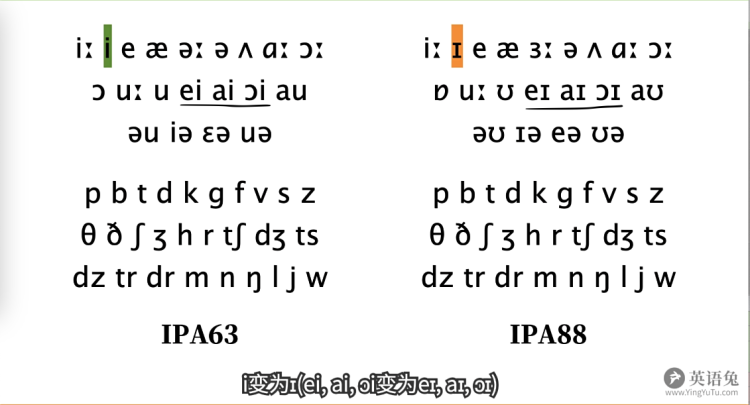 iː i e æ əː ə ʌ ɑː ɔː
ɔ uː u ei ai ɔi au
əu iə ɛə uə
p b t d k g f v s z
θ ð ʃ ʒ h r tʃ dʒ ts
dz tr dr m n ŋ l j w
IPA63
iː ɪ e æ ɜː ə ʌ ɑː ɔː
ɒ uː ʊ eɪ aɪ ɔɪ aʊ
əʊ ɪə eə ʊə
p b t d k g f v s z
θ ð ʃ ʒ h r tʃ dʒ ts
dz tr dr m n ŋ l j w
IPA88
i变为ɪ(ei, ai, ɔi变为eɪ, aɪ, ɔɪ)
英语兔
www.YingYuTu.com